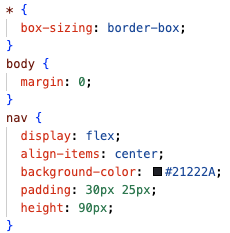 * {
  box-sizing: border-box;
}
body {
  margin: 0;
}
nav {
  display: flex;
  align-items: center;
  background-color: #21222A;
  padding: 30px 25px;
  height: 90px;
}